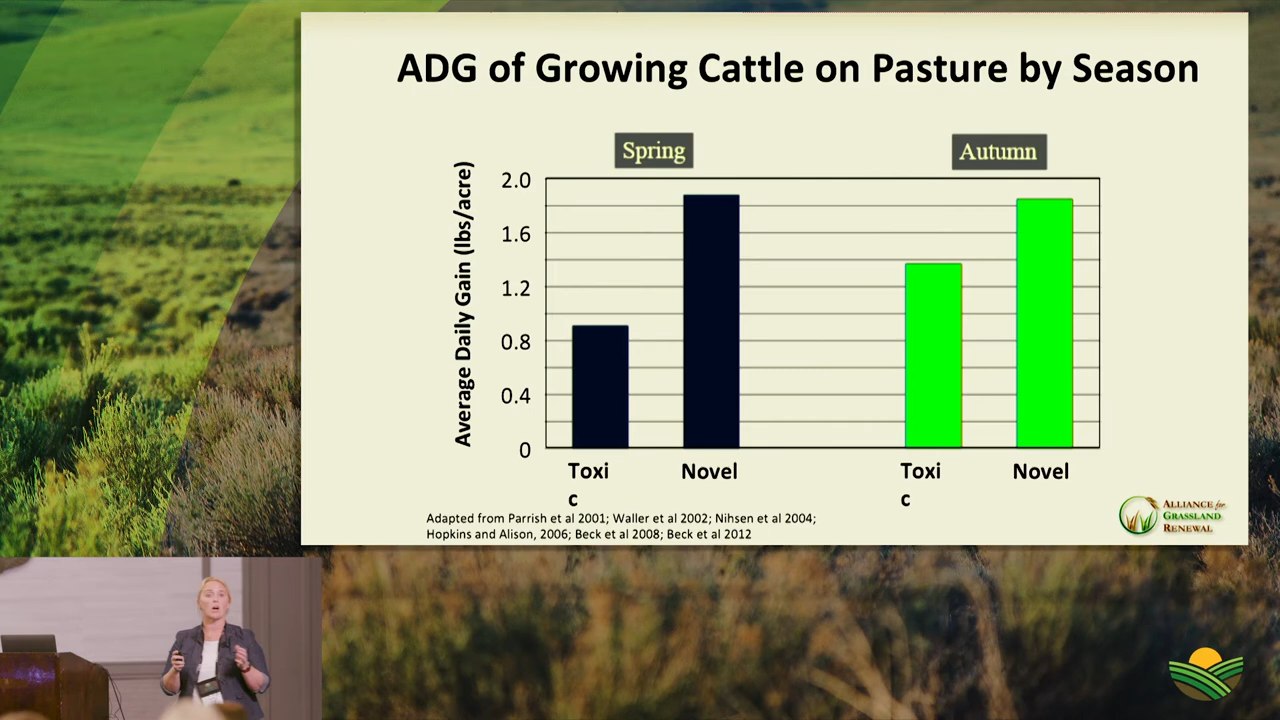 ADG of Growing Cattle on Pasture by Season
Spring
Autumn
Average Daily Gain (lbs/acre)
2.0
1.6
1.2
0.8
0.4
0
Toxi
c
Novel
Toxi
c
Novel
Adapted from Parrish et al 2001; Waller et al 2002; Nihsen et al 2004;
Hopkins and Alison, 2006; Beck et al 2008; Beck et al 2012
ALLIANCE for
GRASSLAND
RENEWAL